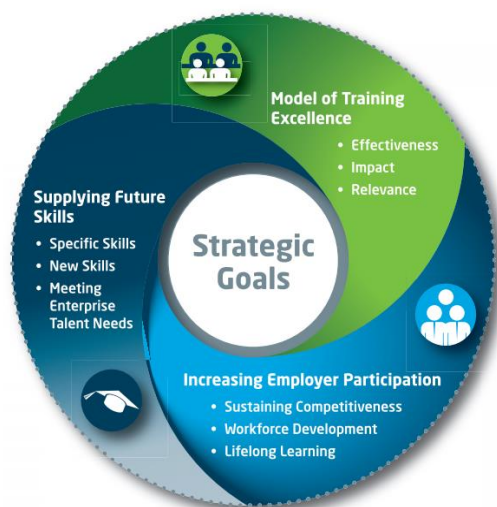 Model of Training
Excellence
• Effectiveness
• Impact
• Relevance
Supplying Future
Skills
• Specific Skills
• New Skills
• Meeting
Enterprise
Talent Needs
Strategic
Goals
Increasing Employer Participation
• Sustaining Competitiveness
• Workforce Development
• Lifelong Learning